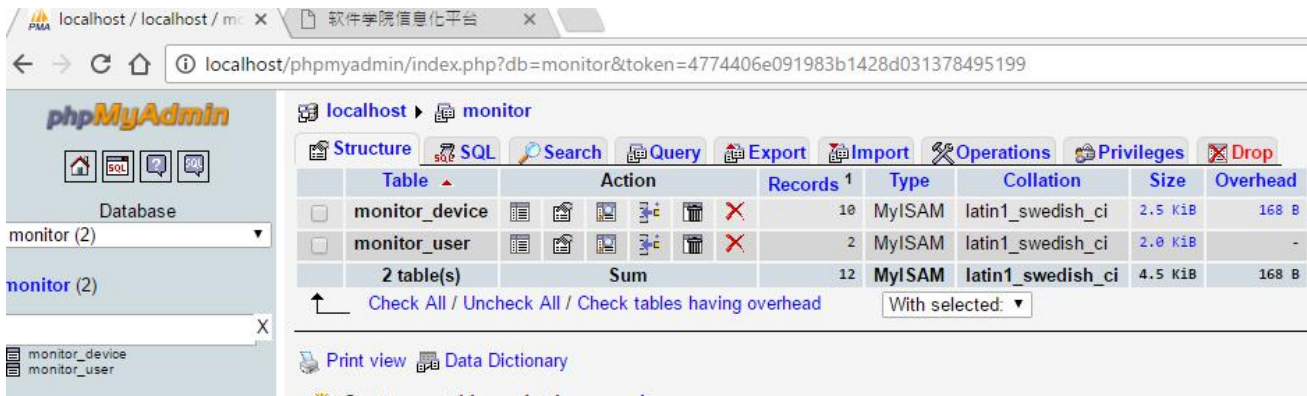 localhost / localhost / mo
软件学院信息化平台
localhost/phpmyadmin/index.php?db=monitor&token=4774406e091983b1428d031378495199
phpMyAdmin
SQL
SQL
Database
monitor (2)
monitor (2)
X
monitor_device
monitor_user
localhost ▸ monitor
Structure SQL Search Query Export Import Operations Privileges Drop
Table Action Records 1 Type Collation Size Overhead
monitor_device 10 MyISAM latin1_swedish_ci 2.5 KiB 168 B
monitor_user 2 MyISAM latin1_swedish_ci 2.0 KiB -
2 table(s) Sum 12 MyISAM latin1_swedish_ci 4.5 KiB 168 B
Check All / Uncheck All / Check tables having overhead With selected:
Print view Data Dictionary